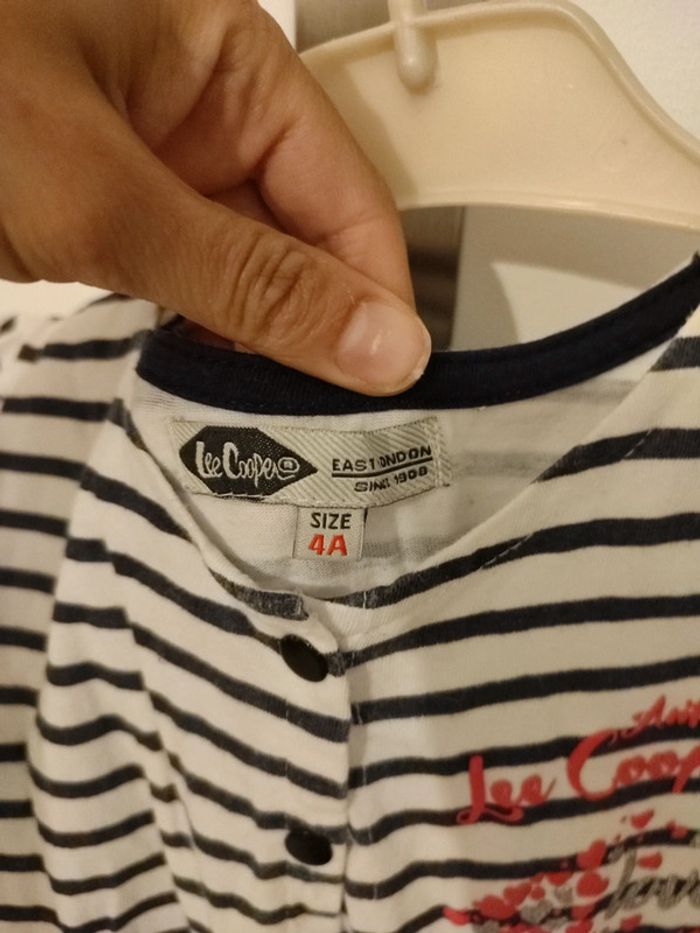 Lee Cooper
EAST LONDON
SINCE 1908
SIZE
4A
Lee Coop